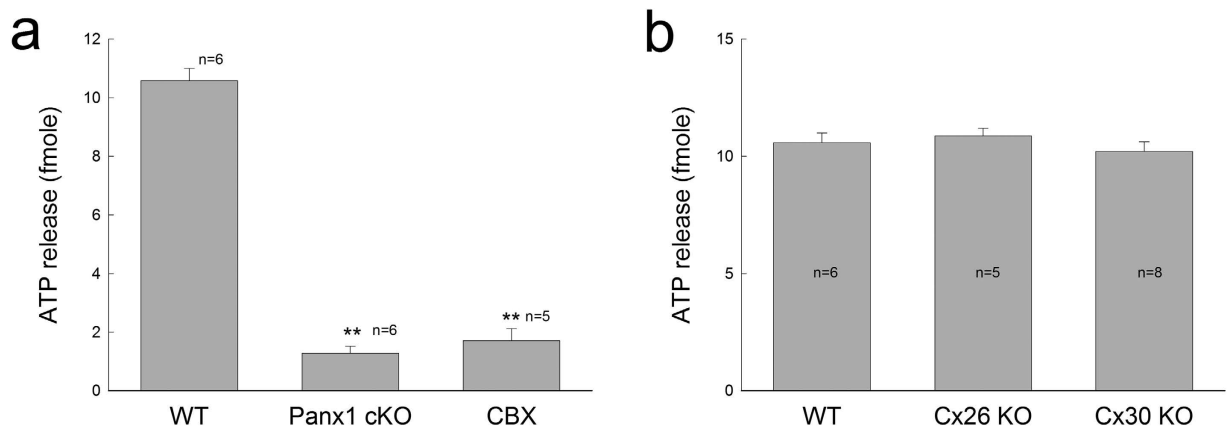 a
ATP release (fmole)
12
10
8
6
4
2
0
n=6
** n=6
** n=5
WT Panx1 cKO CBX
b
ATP release (fmole)
15
10
5
0
n=6 n=5 n=8
WT Cx26 KO Cx30 KO